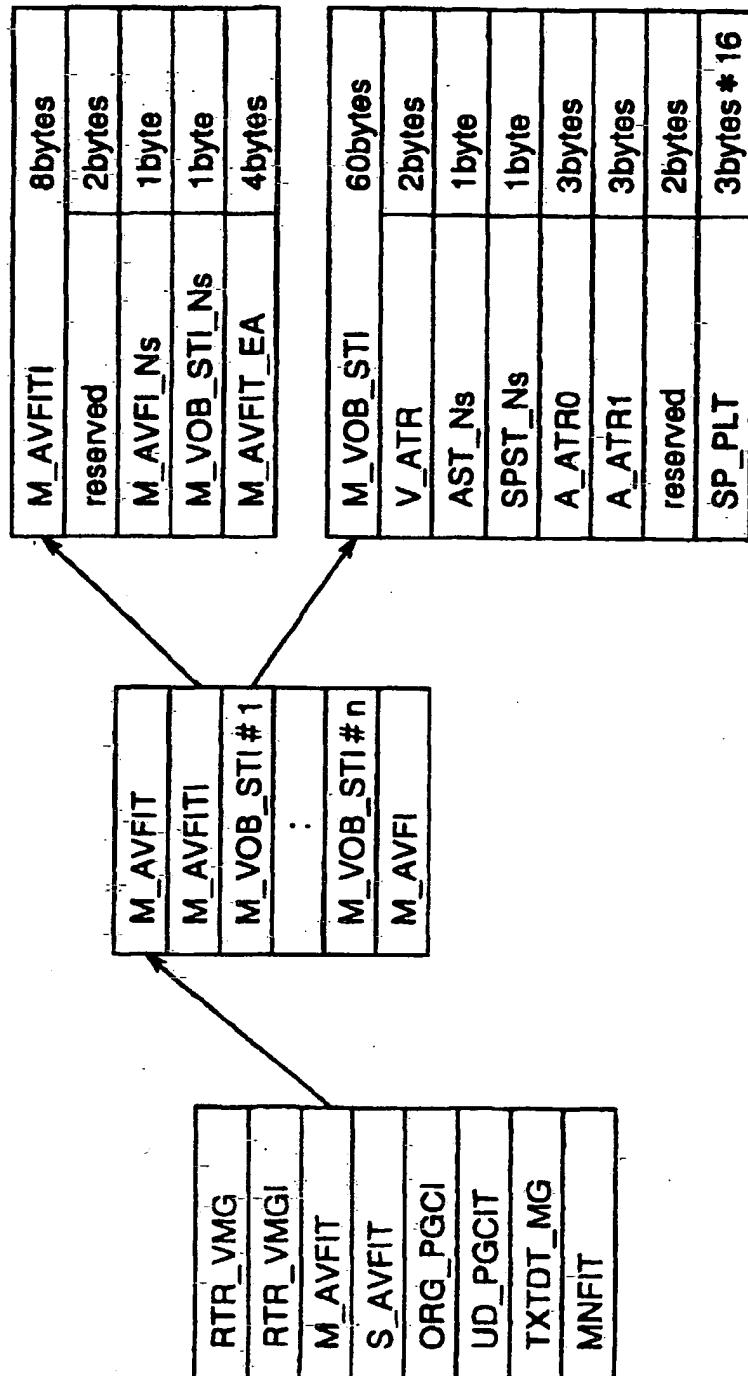 RTR_VMG
RTR_VMGI
M_AVFIT
S_AVFIT
ORG_PGCI
UD_PGCIT
TXTDT_MG
MNFIT
M_AVFIT
M_AVFITI
M_VOB_STI#1
:
M_VOB_STI#n
M_AVFI
M_AVFITI 8bytes
reserved 2bytes
M_AVFI_Ns 1byte
M_VOB_STI_Ns 1byte
M_AVFIT_EA 4bytes
M_VOB_STI 60bytes
V_ATR 2bytes
AST_Ns 1byte
SPST_Ns 1byte
A_ATR0 3bytes
A_ATR1 3bytes
reserved 2bytes
SP_PLT 3bytes*16